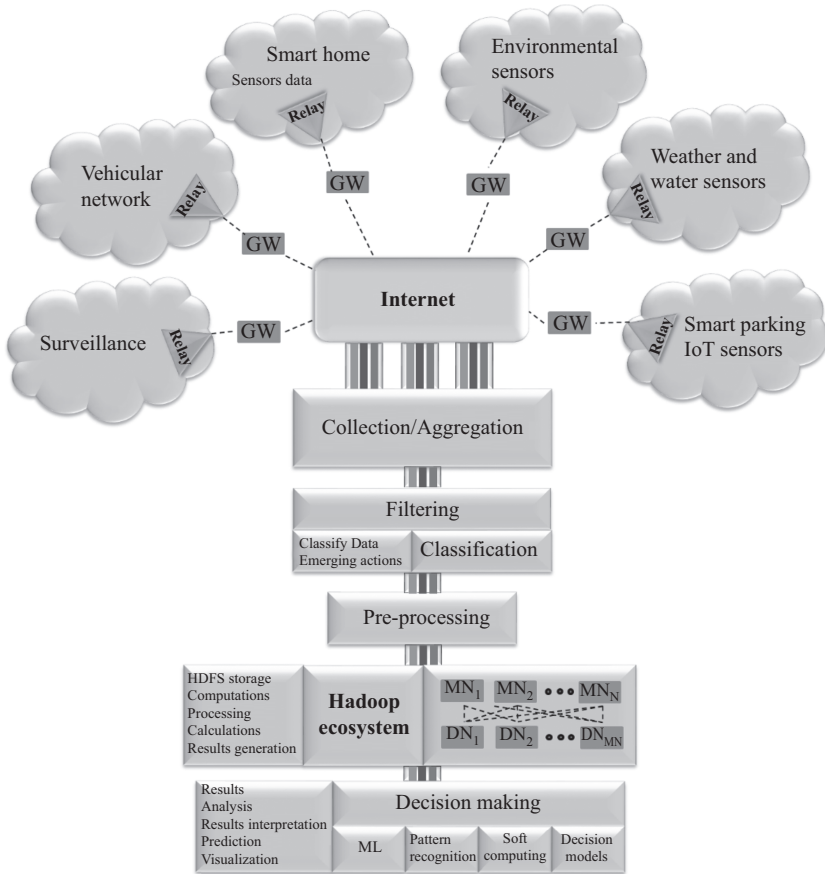 Smart home
Sensors data
Relay
Environmental
sensors
Relay
Vehicular
network
Relay
GW
GW
Weather and
water sensors
Relay
GW
GW
Surveillance
Relay
GW
Internet
GW
Smart parking
IoT sensors
Relay
Collection/Aggregation
Filtering
Classify Data
Emerging actions
Classification
Pre-processing
HDFS storage
Computations
Processing
Calculations
Results generation
Hadoop
ecosystem
MN1 MN2 MNN
DN1 DN2 DNMN
Results
Analysis
Results interpretation
Prediction
Visualization
Decision making
ML
Pattern
recognition
Soft
computing
Decision
models